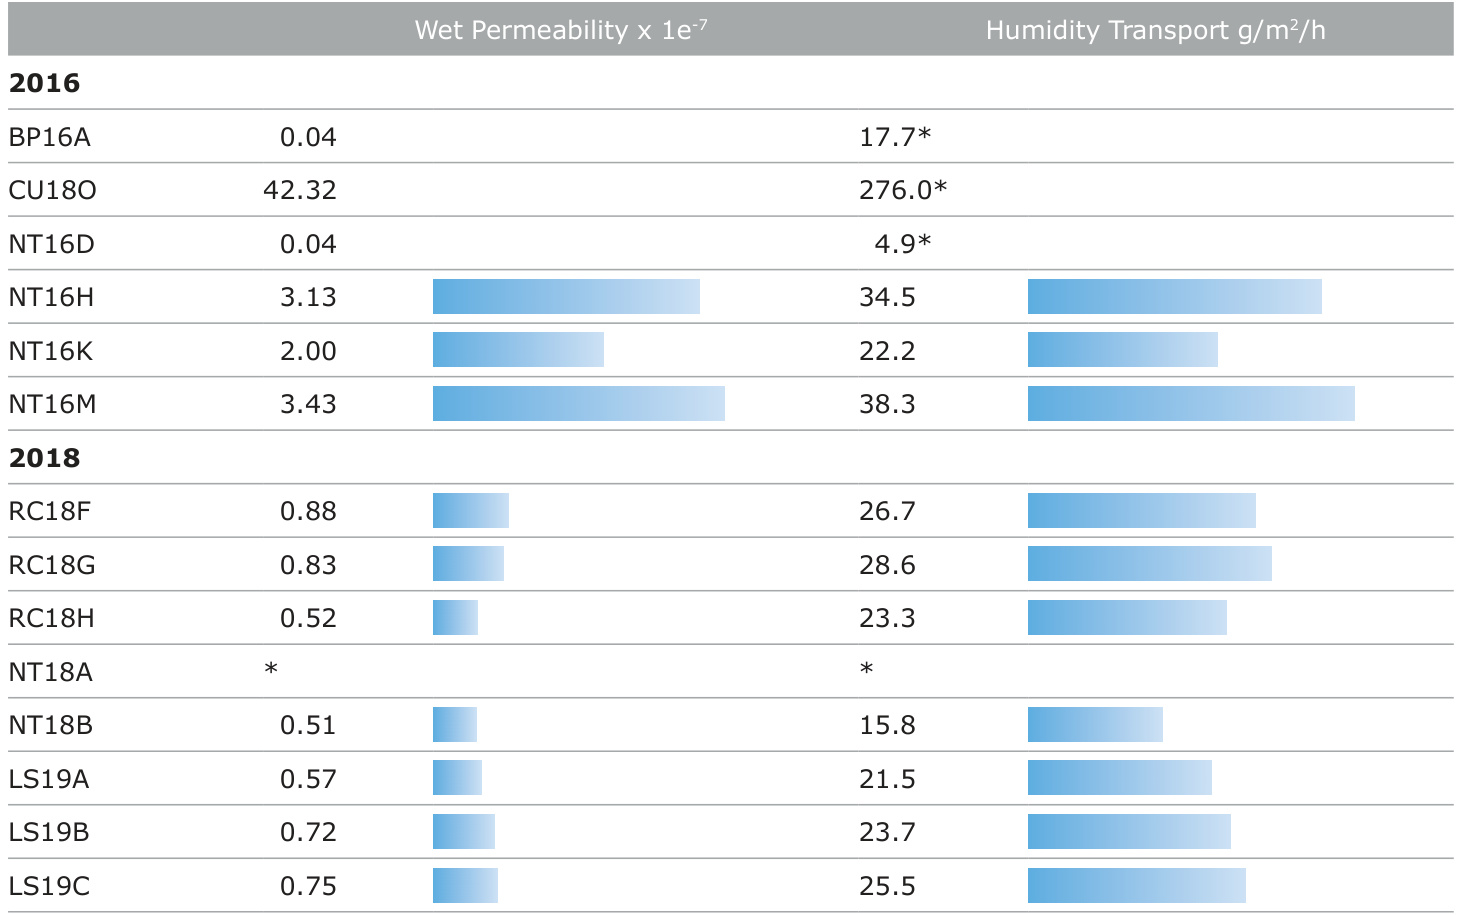 Wet Permeability x 1e⁻⁷ Humidity Transport g/m²/h
2016
BP16A 0.04 17.7*
CU18O 42.32 276.0*
NT16D 0.04 4.9*
NT16H 3.13 34.5
NT16K 2.00 22.2
NT16M 3.43 38.3
2018
RC18F 0.88 26.7
RC18G 0.83 28.6
RC18H 0.52 23.3
NT18A * *
NT18B 0.51 15.8
LS19A 0.57 21.5
LS19B 0.72 23.7
LS19C 0.75 25.5